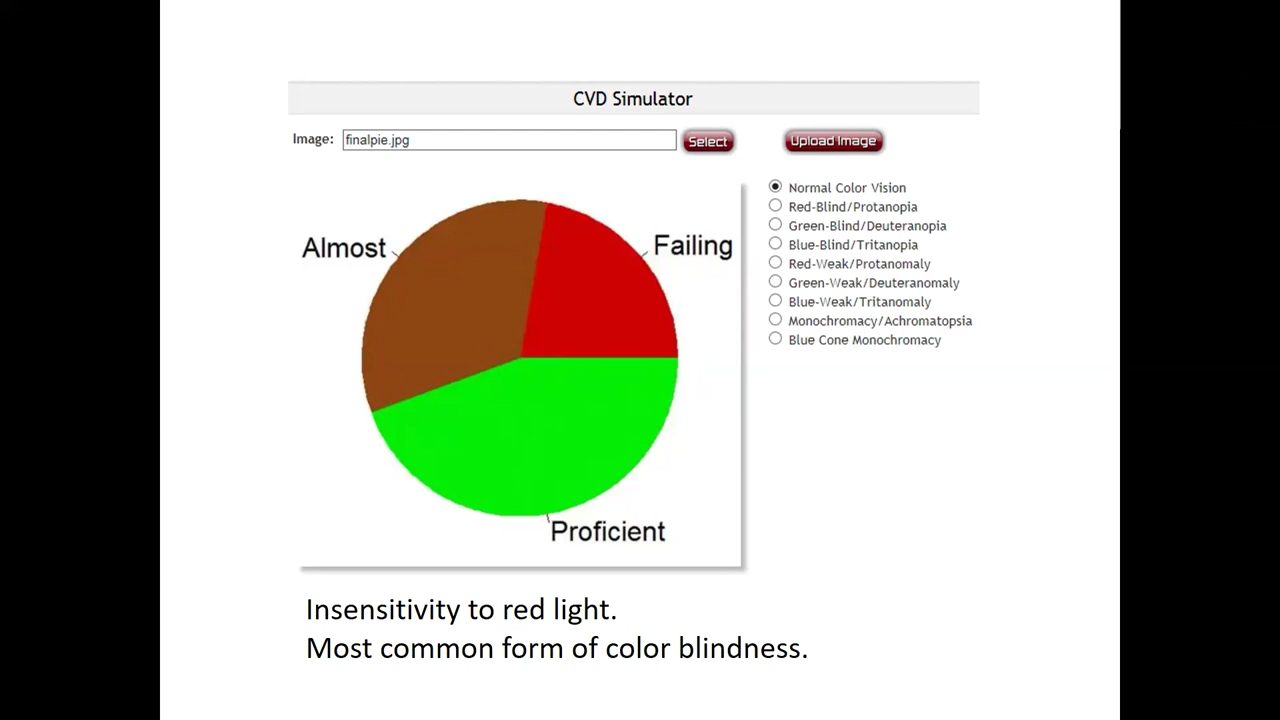 CVD Simulator
Image: finalpie.jpg Select Upload Image
Normal Color Vision
Red-Blind/Protanopia
Green-Blind/Deuteranopia
Blue-Blind/Tritanopia
Red-Weak/Protanomaly
Green-Weak/Deuteranomaly
Blue-Weak/Tritanomaly
Monochromacy/Achromatopsia
Blue Cone Monochromacy
Almost
Failing
Proficient
Insensitivity to red light.
Most common form of color blindness.